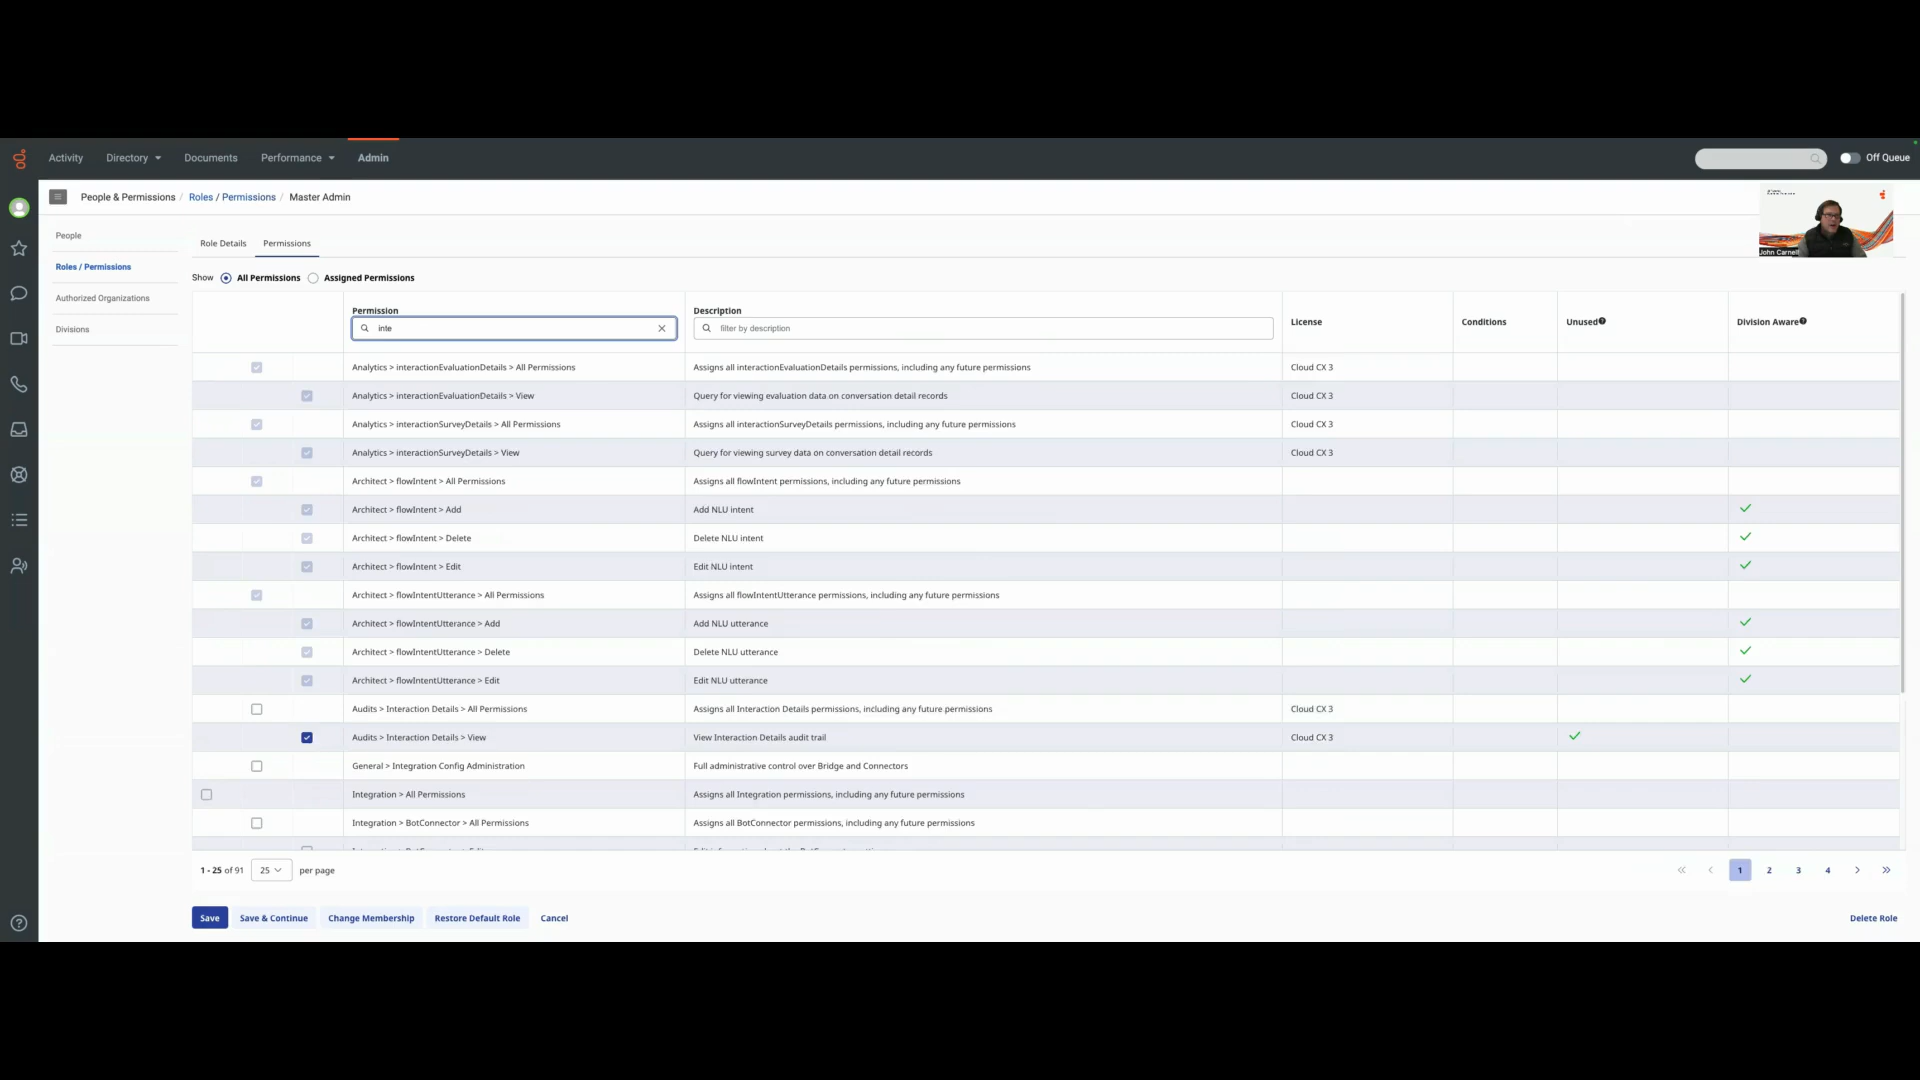 Activity Directory Documents Performance Admin Off Queue
People & Permissions / Roles / Permissions / Master Admin
John Carnell
People
Roles / Permissions
Authorized Organizations
Divisions
Role Details Permissions
Show All Permissions Assigned Permissions
Permission Description License Conditions Unused Division Aware
inte filter by description
Analytics > interactionEvaluationDetails > All Permissions Assigns all interactionEvaluationDetails permissions, including any future permissions Cloud CX 3
Analytics > interactionEvaluationDetails > View Query for viewing evaluation data on conversation detail records Cloud CX 3
Analytics > interactionSurveyDetails > All Permissions Assigns all interactionSurveyDetails permissions, including any future permissions Cloud CX 3
Analytics > interactionSurveyDetails > View Query for viewing survey data on conversation detail records Cloud CX 3
Architect > flowIntent > All Permissions Assigns all flowIntent permissions, including any future permissions
Architect > flowIntent > Add Add NLU intent
Architect > flowIntent > Delete Delete NLU intent
Architect > flowIntent > Edit Edit NLU intent
Architect > flowIntentUtterance > All Permissions Assigns all flowIntentUtterance permissions, including any future permissions
Architect > flowIntentUtterance > Add Add NLU utterance
Architect > flowIntentUtterance > Delete Delete NLU utterance
Architect > flowIntentUtterance > Edit Edit NLU utterance
Audits > Interaction Details > All Permissions Assigns all Interaction Details permissions, including any future permissions Cloud CX 3
Audits > Interaction Details > View View Interaction Details audit trail Cloud CX 3
General > Integration Config Administration Full administrative control over Bridge and Connectors
Integration > All Permissions Assigns all Integration permissions, including any future permissions
Integration > BotConnector > All Permissions Assigns all BotConnector permissions, including any future permissions
1 - 25 of 91 25 per page « ‹ 1 2 3 4 › »
Save Save & Continue Change Membership Restore Default Role Cancel Delete Role